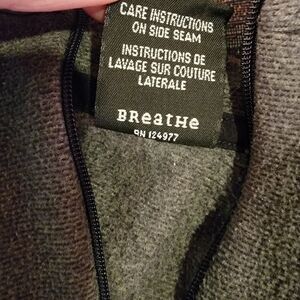 CARE INSTRUCTIONS
ON SIDE SEAM
INSTRUCTIONS DE
LAVAGE SUR COUTURE
LATERALE
BReatHe
RN 124977